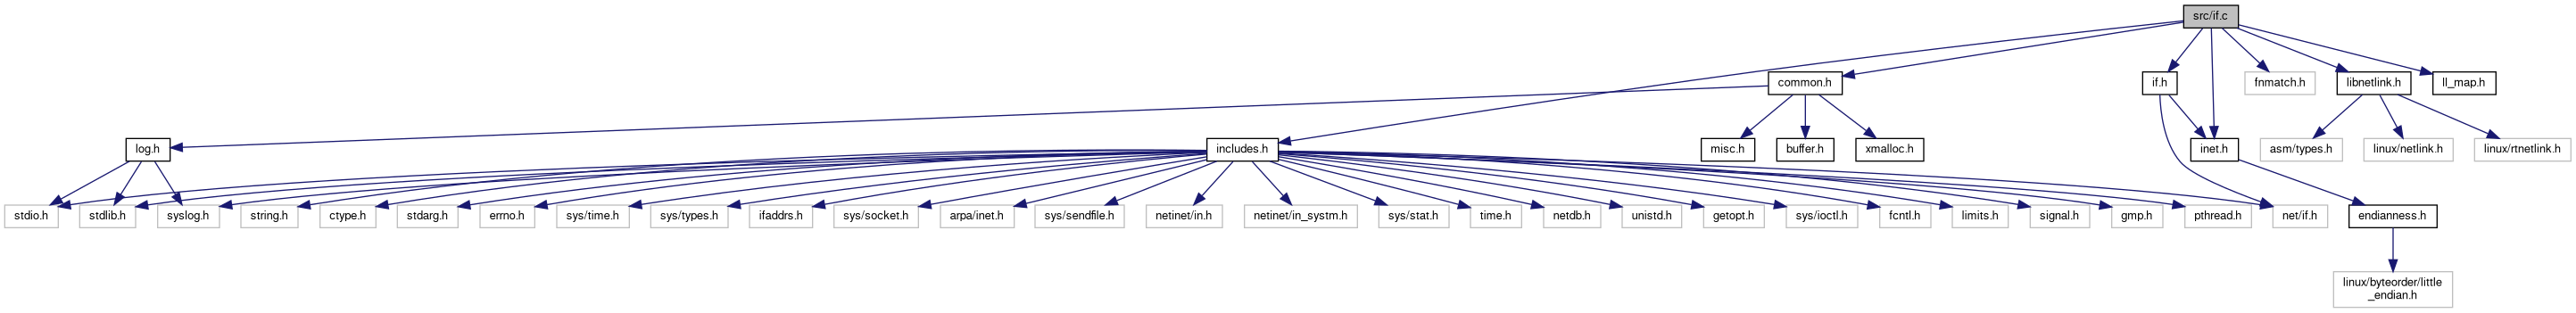 src/if.c
common.h
if.h
fnmatch.h
libnetlink.h
ll_map.h
log.h
includes.h
misc.h
buffer.h
xmalloc.h
inet.h
asm/types.h
linux/netlink.h
linux/rtnetlink.h
stdio.h
stdlib.h
syslog.h
string.h
ctype.h
stdarg.h
errno.h
sys/time.h
sys/types.h
ifaddrs.h
sys/socket.h
arpa/inet.h
sys/sendfile.h
netinet/in.h
netinet/in_systm.h
sys/stat.h
time.h
netdb.h
unistd.h
getopt.h
sys/ioctl.h
fcntl.h
limits.h
signal.h
gmp.h
pthread.h
net/if.h
endianness.h
linux/byteorder/little
_endian.h